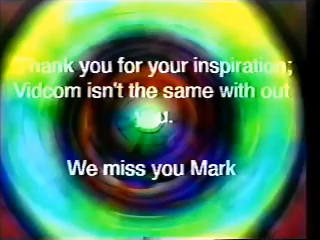 Thank you for your inspiration;
Vidcom isn't the same with out
you.
We miss you Mark